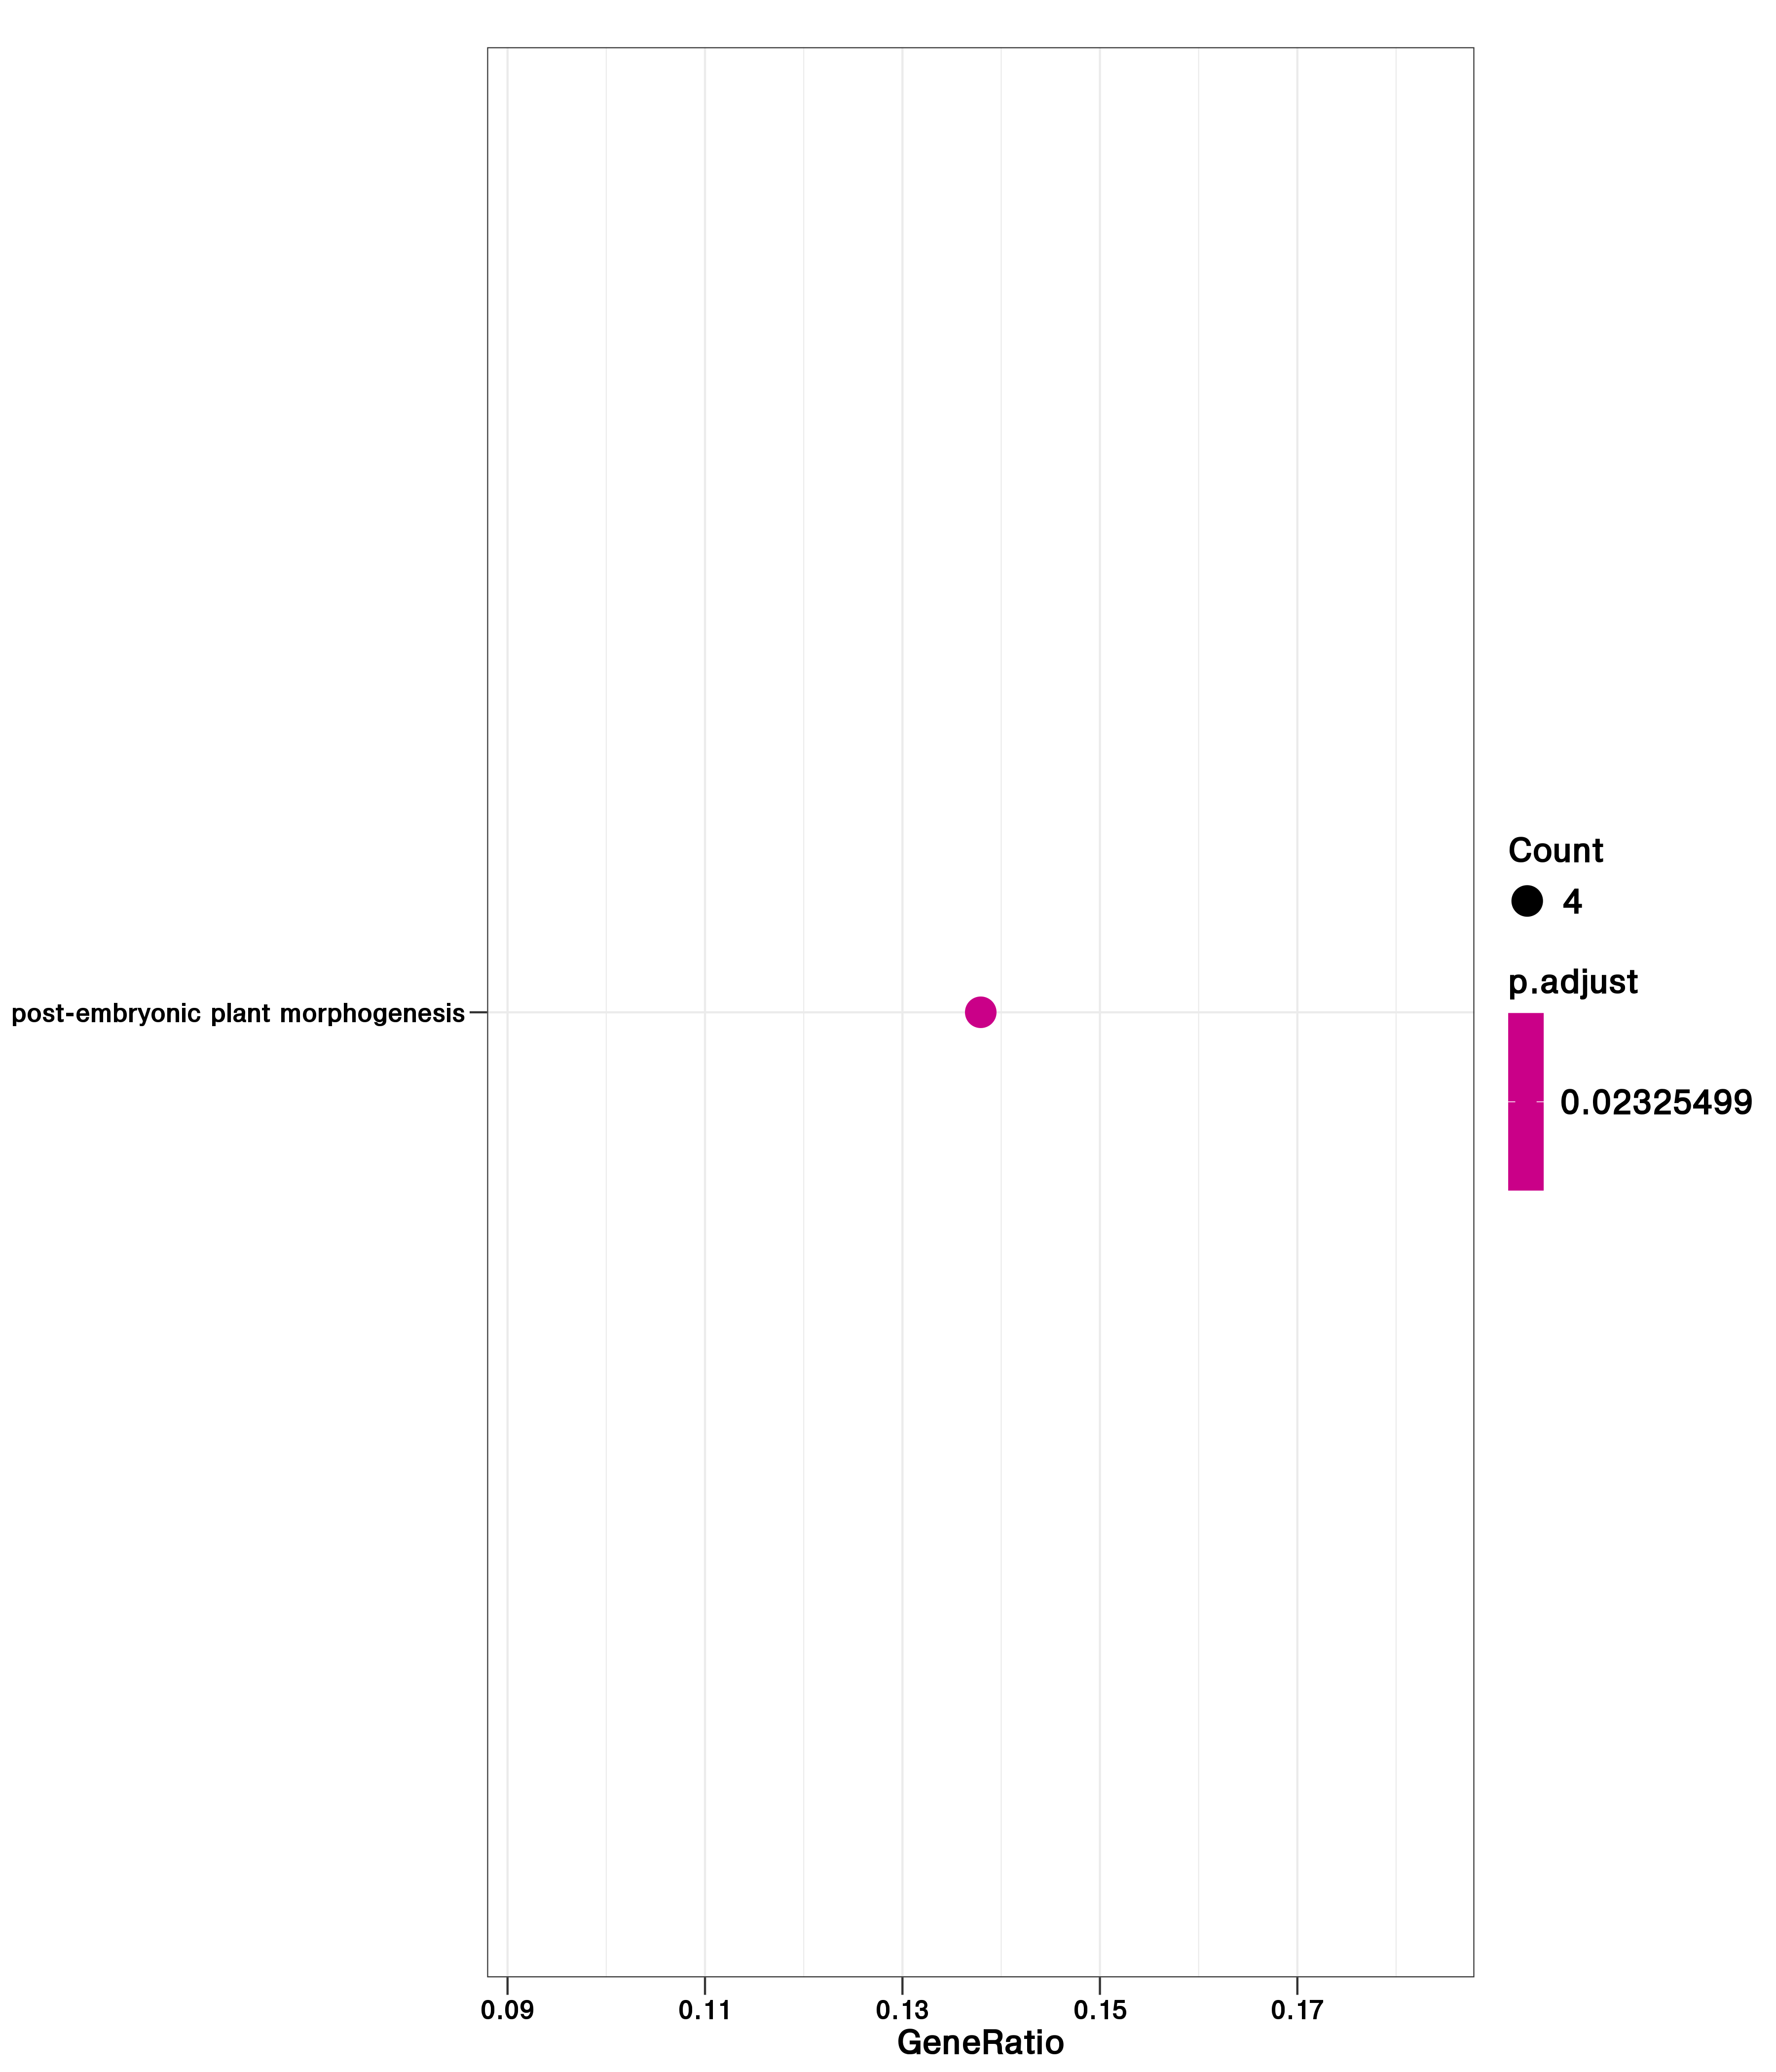 Count
4
p.adjust
post-embryonic plant morphogenesis
0.02325499
0.09 0.11 0.13 0.15 0.17
GeneRatio